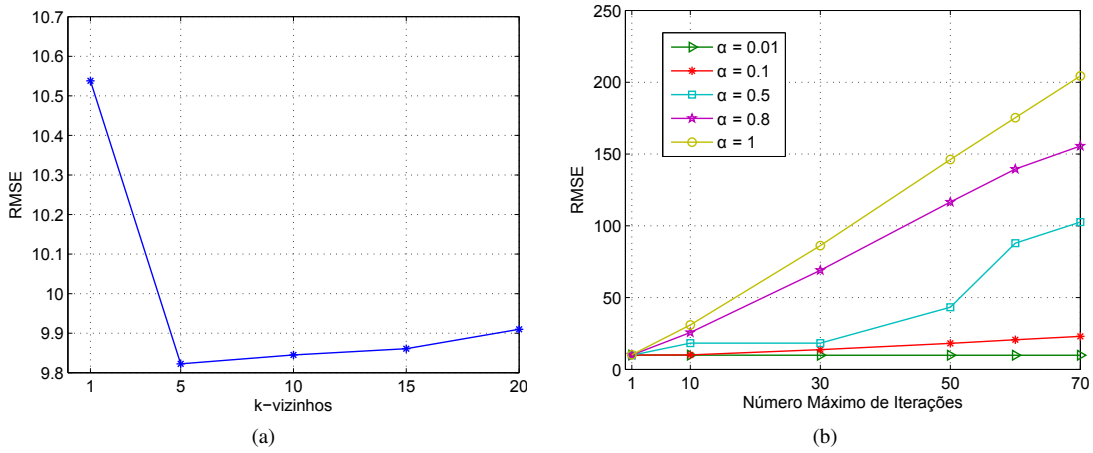 10.7
10.6
10.5
10.4
10.3
10.2
10.1
10
9.9
9.8
RMSE
1
5
10
15
20
k−vizinhos
(a)
250
200
150
100
50
0
RMSE
α = 0.01
α = 0.1
α = 0.5
α = 0.8
α = 1
1
10
30
50
70
Número Máximo de Iterações
(b)